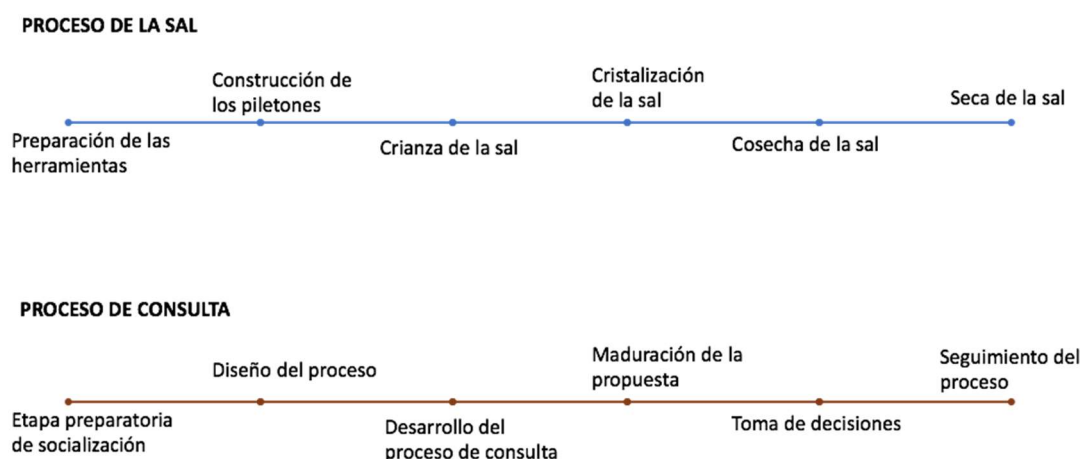 PROCESO DE LA SAL
Preparación de las
herramientas
Construcción de
los piletones
Crianza de la sal
Cristalización
de la sal
Cosecha de la sal
Seca de la sal
PROCESO DE CONSULTA
Etapa preparatoria
de socialización
Diseño del proceso
Desarrollo del
proceso de consulta
Maduración de la
propuesta
Toma de decisiones
Seguimiento del
proceso